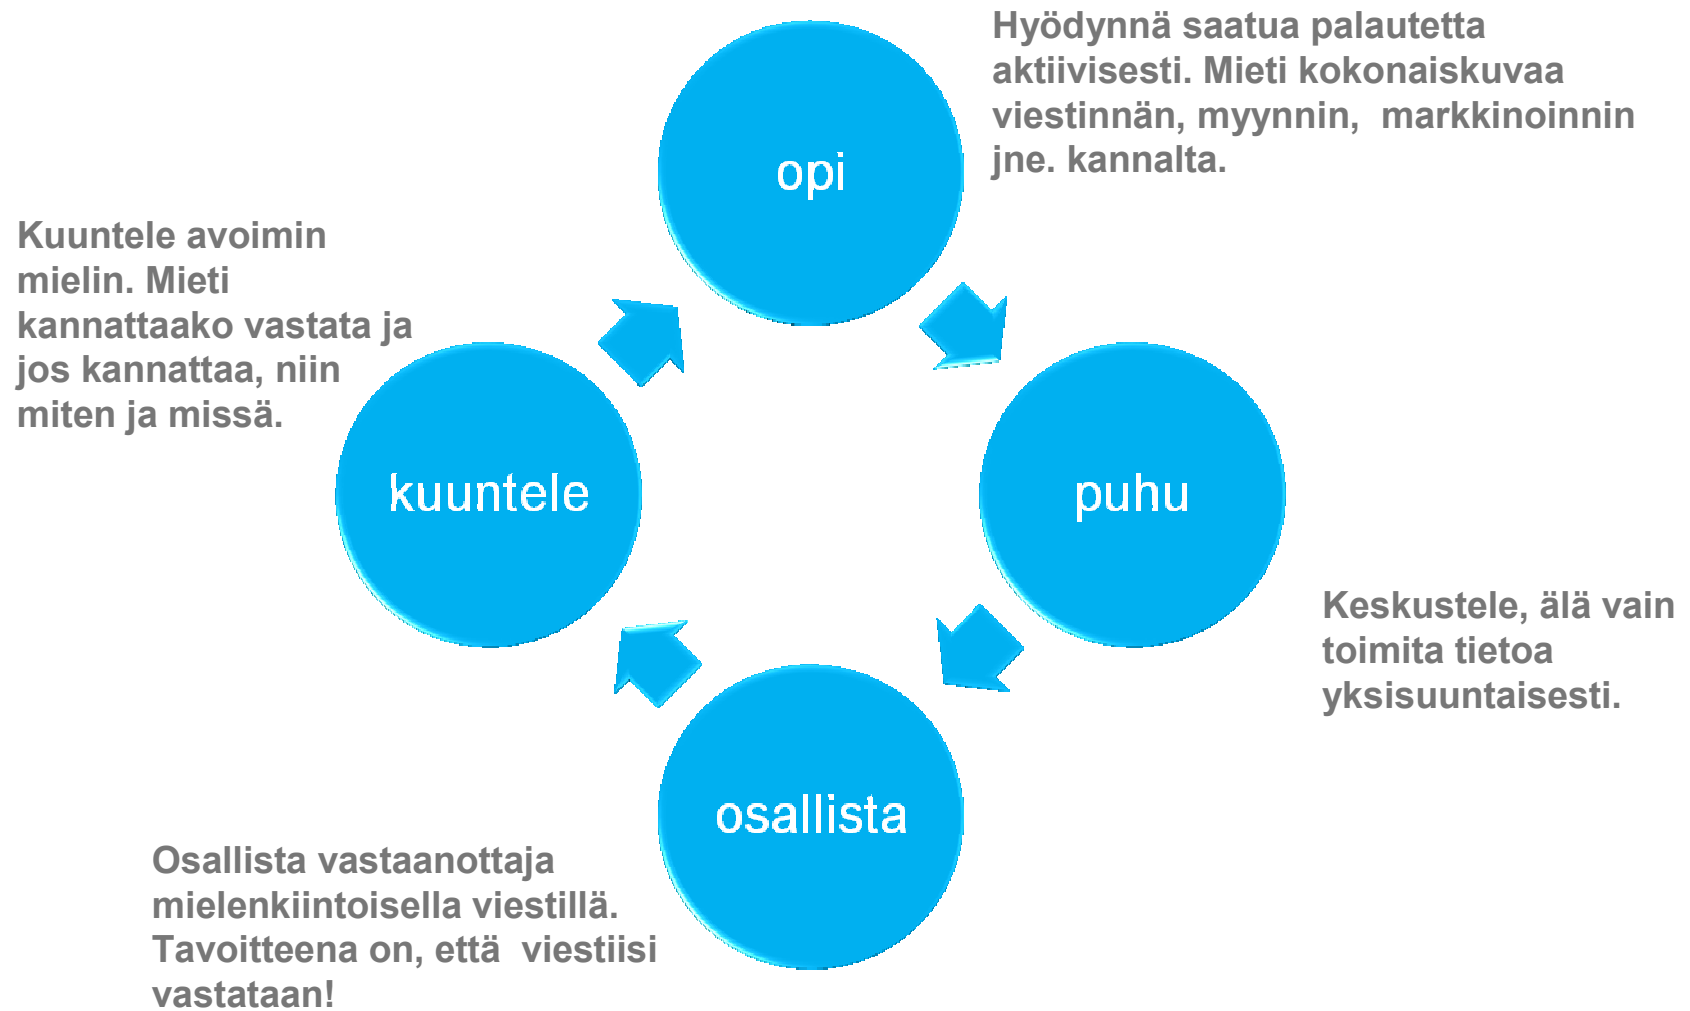 Hyödynnä saatua palautetta
aktiivisesti. Mieti kokonaiskuvaa
viestinnän, myynnin,  markkinoinnin
jne. kannalta.
opi
Kuuntele avoimin
mielin. Mieti
kannattaako vastata ja
jos kannattaa, niin
miten ja missä.
kuuntele
puhu
Keskustele, älä vain
toimita tietoa
yksisuuntaisesti.
osallista
Osallista vastaanottaja
mielenkiintoisella viestillä.
Tavoitteena on, että  viestiisi
vastataan!